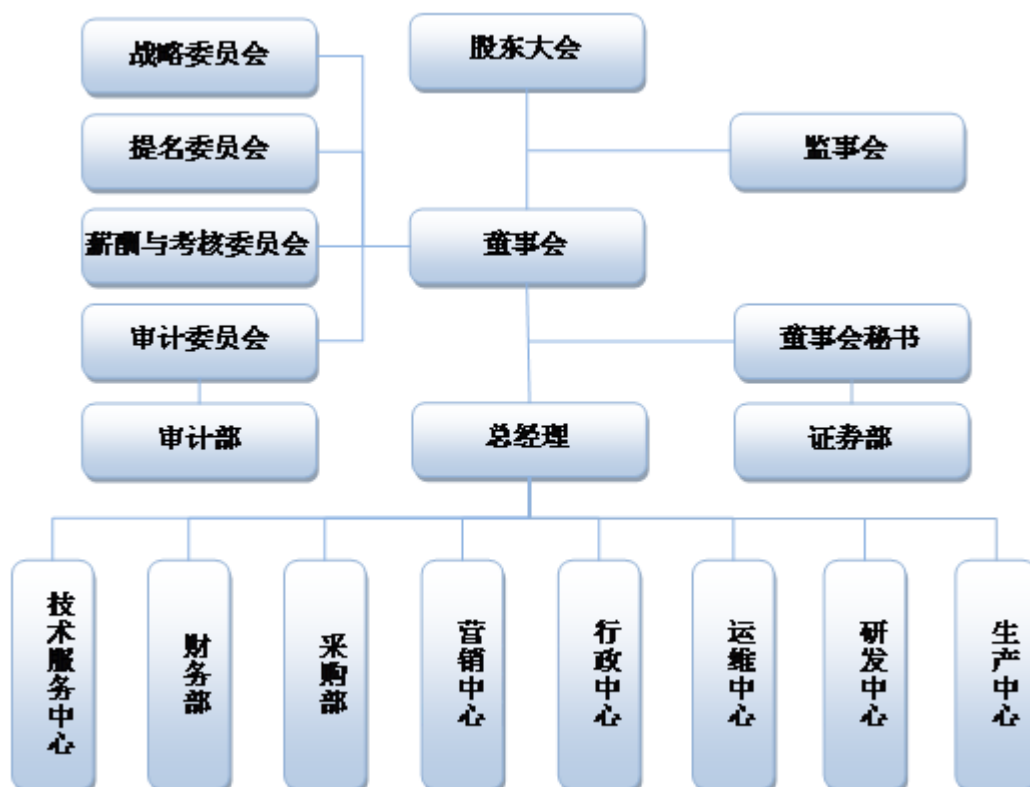 战略委员会
股东大会
提名委员会
监事会
薪酬与考核委员会
董事会
审计委员会
董事会秘书
审计部
总经理
证券部
技术服务中心
财务部
采购部
营销中心
行政中心
运维中心
研发中心
生产中心